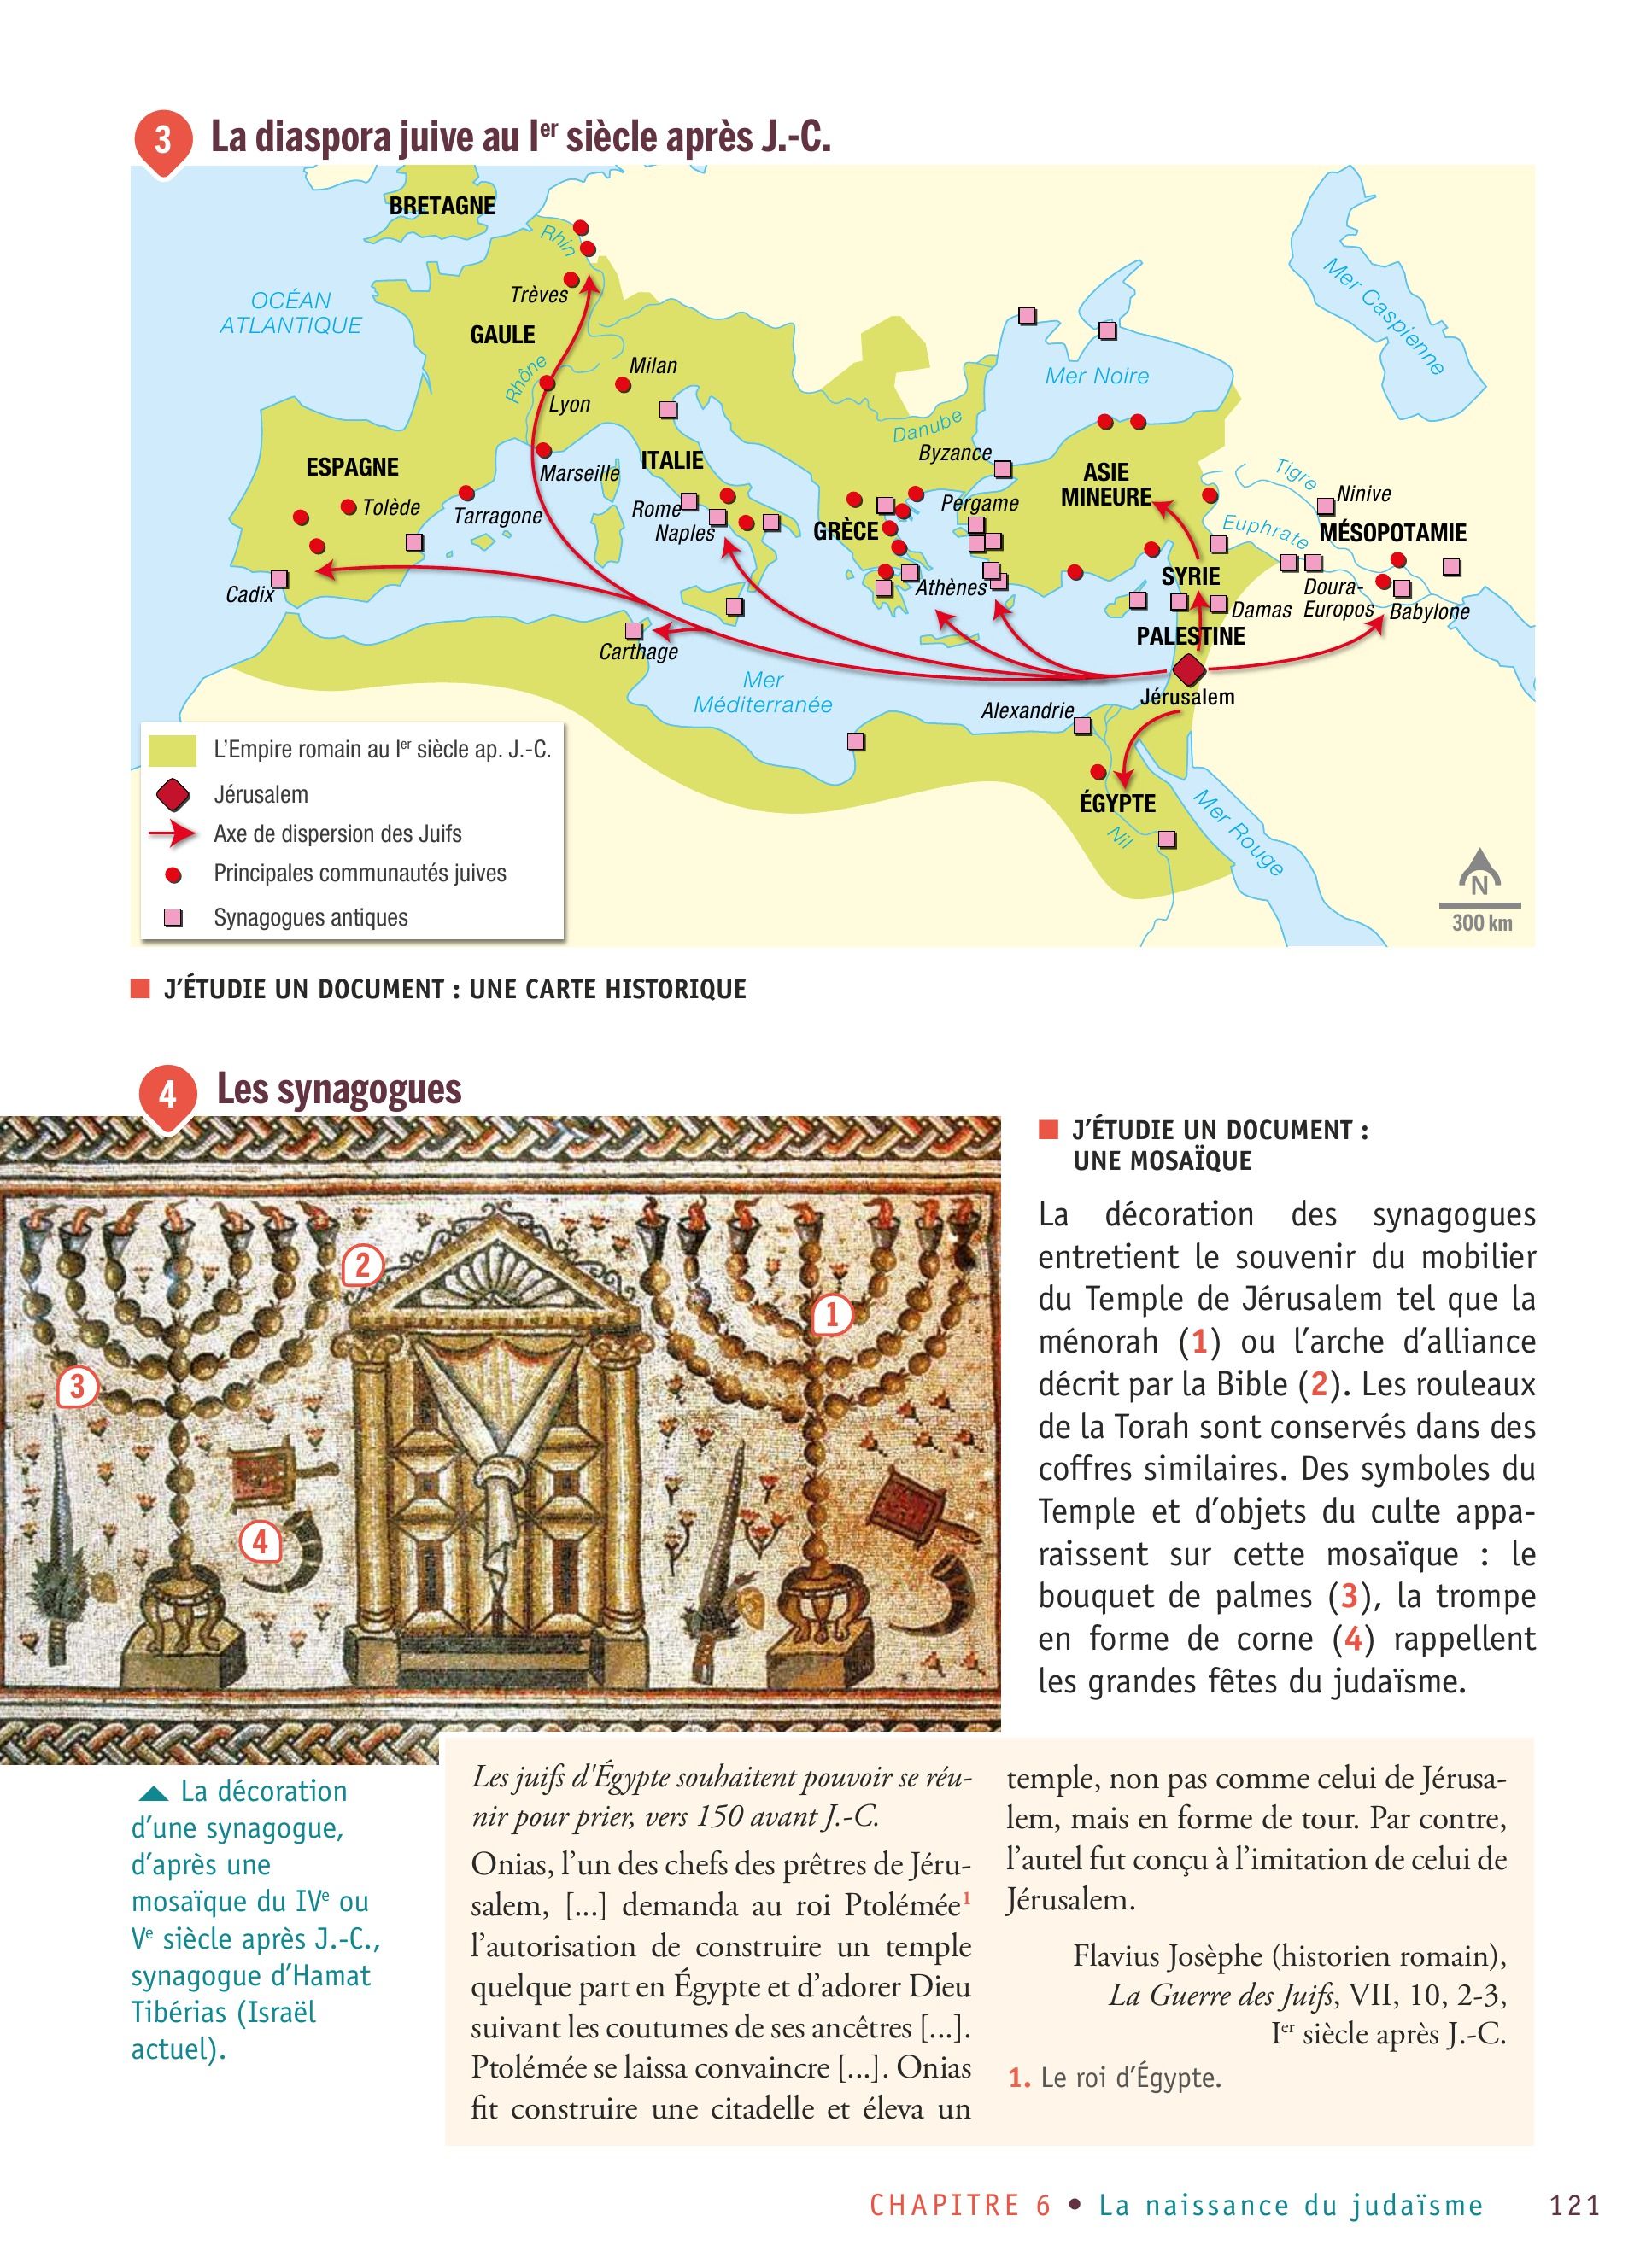 3 La diaspora juive au Ier siècle après J.-C.
BRETAGNE
Rhin
Trèves
OCÉAN
ATLANTIQUE
GAULE
Rhône
Lyon
Milan
Marseille
ESPAGNE
Tolède
Tarragone
Cadix
ITALIE
Rome
Naples
Carthage
Mer
Méditerranée
Danube
Mer Noire
Mer Caspienne
Byzance
Pergame
ASIE
MINEURE
GRÈCE
Athènes
Tigre
Ninive
Euphrate
MÉSOPOTAMIE
SYRIE
Doura-
Europos
Babylone
Damas
PALESTINE
Jérusalem
Alexandrie
ÉGYPTE
Nil
Mer Rouge
N
300 km
L’Empire romain au Ier siècle ap. J.-C.
Jérusalem
Axe de dispersion des Juifs
Principales communautés juives
Synagogues antiques
J’ÉTUDIE UN DOCUMENT : UNE CARTE HISTORIQUE
4 Les synagogues
2
1
3
4
J’ÉTUDIE UN DOCUMENT :
UNE MOSAÏQUE
La décoration des synagogues
entretient le souvenir du mobilier
du Temple de Jérusalem tel que la
ménorah (1) ou l’arche d’alliance
décrit par la Bible (2). Les rouleaux
de la Torah sont conservés dans des
coffres similaires. Des symboles du
Temple et d’objets du culte appa-
raissent sur cette mosaïque : le
bouquet de palmes (3), la trompe
en forme de corne (4) rappellent
les grandes fêtes du judaïsme.
La décoration
d’une synagogue,
d’après une
mosaïque du IVe ou
Ve siècle après J.-C.,
synagogue d’Hamat
Tibérias (Israël
actuel).
Les juifs d'Égypte souhaitent pouvoir se réu-
nir pour prier, vers 150 avant J.-C.
Onias, l’un des chefs des prêtres de Jéru-
salem, [...] demanda au roi Ptolémée1
l’autorisation de construire un temple
quelque part en Égypte et d’adorer Dieu
suivant les coutumes de ses ancêtres [...].
Ptolémée se laissa convaincre [...]. Onias
fit construire une citadelle et éleva un
temple, non pas comme celui de Jérusa-
lem, mais en forme de tour. Par contre,
l’autel fut conçu à l’imitation de celui de
Jérusalem.
Flavius Josèphe (historien romain),
La Guerre des Juifs, VII, 10, 2-3,
Ier siècle après J.-C.
1. Le roi d’Égypte.
CHAPITRE 6 • La naissance du judaïsme 121